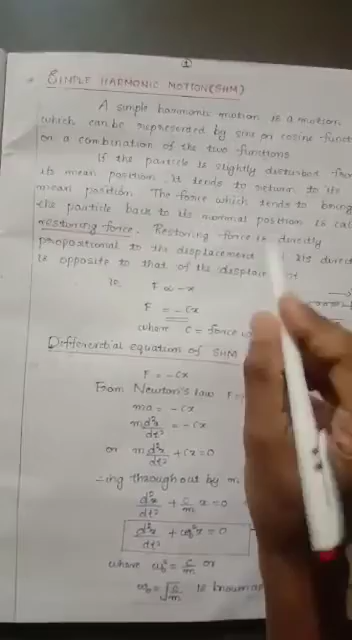 ①
* SIMPLE HARMONIC MOTION (SHM)
A simple harmonic motion is a motion
which can be represented by sine or cosine
or a combination of the two functions.
If the particle is slightly disturbed
its mean position, it tends to return to its
mean position. The force which tends to bring
the particle back to its normal position is
restoring force. Restoring force is directly
proportional to the displacement its
is opposite to that of the
ie, F ∝ -x
F = -Cx
where C = force
Differential equation of SHM
F = -Cx
From Newton's law F=
ma = -Cx
m d²x/dt² = -Cx
or m d²x/dt² + Cx = 0
÷ing throughout by m
d²x/dt² + C/m x = 0
d²x/dt² + ω₀²x = 0
where ω₀² = C/m or
ω₀ = √(C/m) is known as